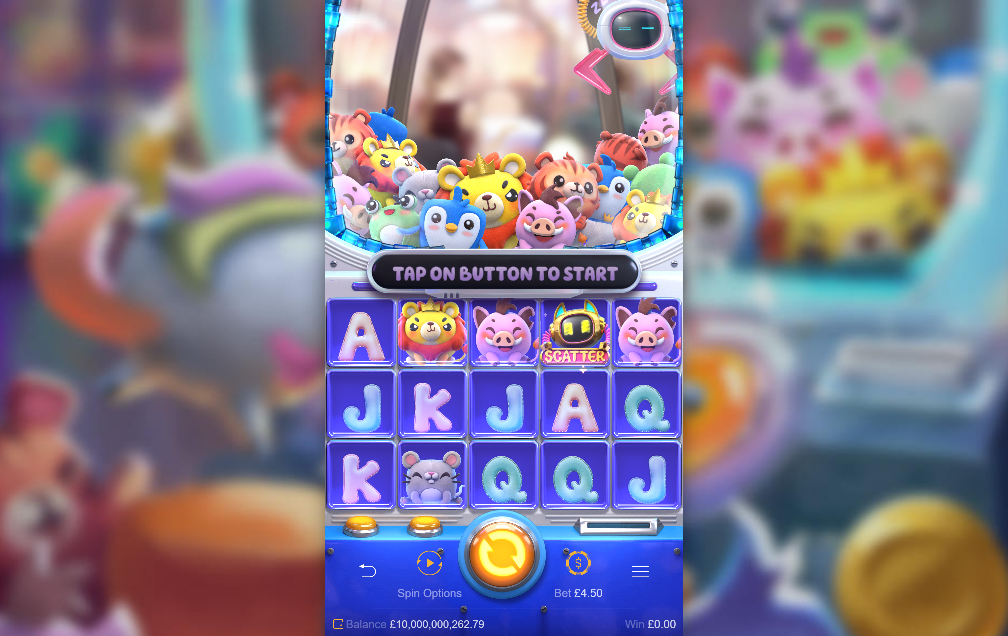 TAP ON BUTTON TO START
A
SCATTER
J K J A Q
K Q Q J
Spin Options
Bet £4.50
Balance £10,000,000,262.79
Win £0.00